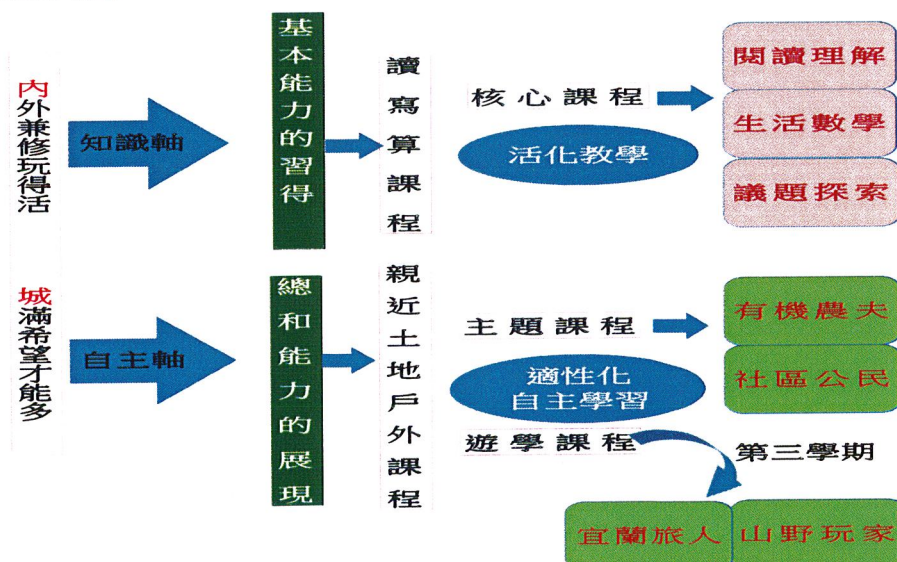 內外兼修玩得活
知識軸
基本能力的習得
讀寫算課程
核心課程
活化教學
閱讀理解
生活數學
議題探索
城滿希望才能多
自主軸
總和能力的展現
親近土地戶外課程
主題課程
適性化
自主學習
遊學課程
有機農夫
社區公民
第三學期
宜蘭旅人
山野玩家